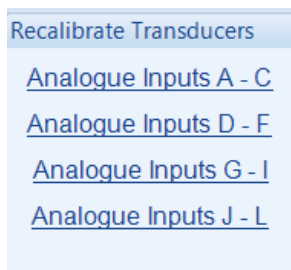 Recalibrate Transducers
Analogue Inputs A - C
Analogue Inputs D - F
Analogue Inputs G - I
Analogue Inputs J - L